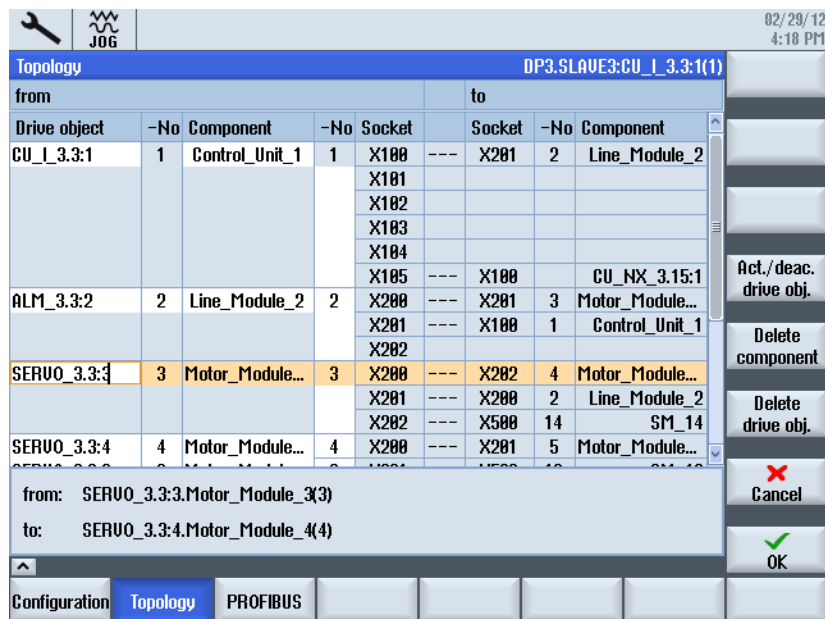 JOG
02/29/12
4:18 PM
Topology DP3.SLAVE3:CU_I_3.3:1(1)
from to
Drive object -No Component -No Socket Socket -No Component
CU_I_3.3:1 1 Control_Unit_1 1 X100 --- X201 2 Line_Module_2
X101
X102
X103
X104
X105 --- X100 CU_NX_3.15:1
ALM_3.3:2 2 Line_Module_2 2 X200 --- X201 3 Motor_Module...
X201 --- X100 1 Control_Unit_1
X202
SERVO_3.3:3 3 Motor_Module... 3 X200 --- X202 4 Motor_Module...
X201 --- X200 2 Line_Module_2
X202 --- X500 14 SM_14
SERVO_3.3:4 4 Motor_Module... 4 X200 --- X201 5 Motor_Module...
from: SERVO_3.3:3.Motor_Module_3(3)
to: SERVO_3.3:4.Motor_Module_4(4)
Act./deac.
drive obj.
Delete
component
Delete
drive obj.
Cancel
OK
Configuration Topology PROFIBUS